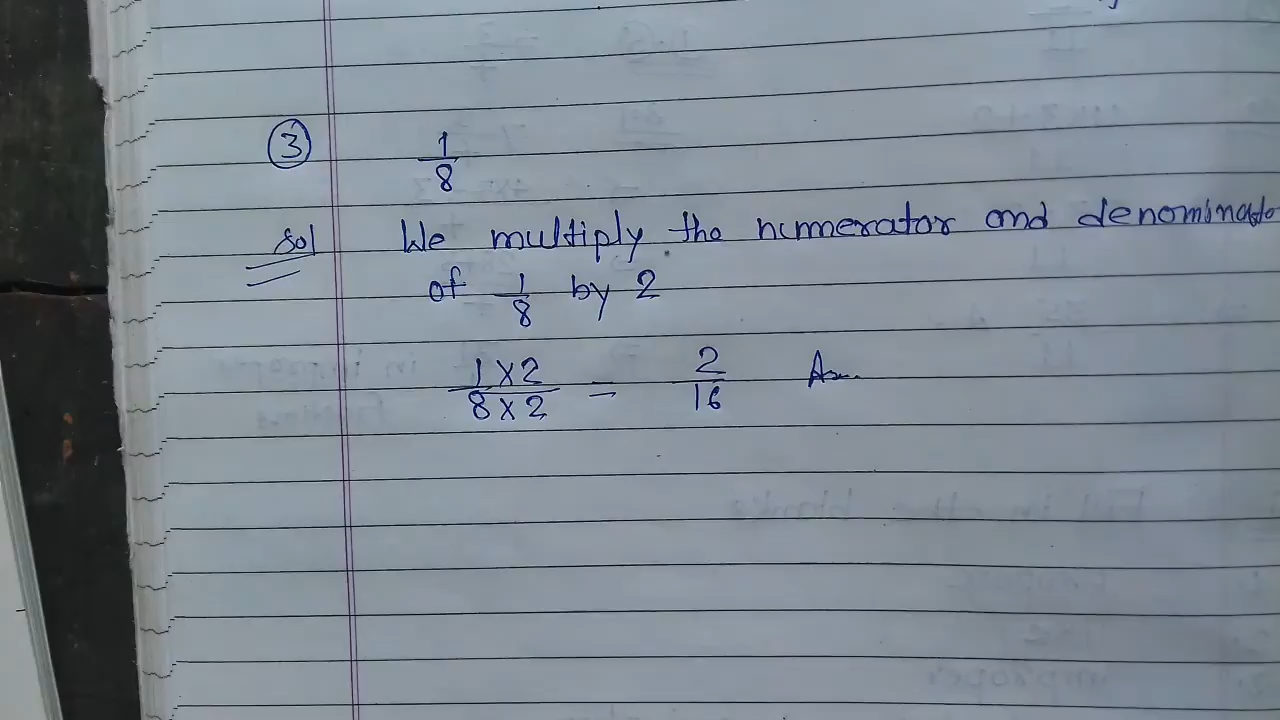 3 1/8
Sol We multiply the numerator and denominato
of 1/8 by 2
1 x 2 / 8 x 2 - 2/16 Ans